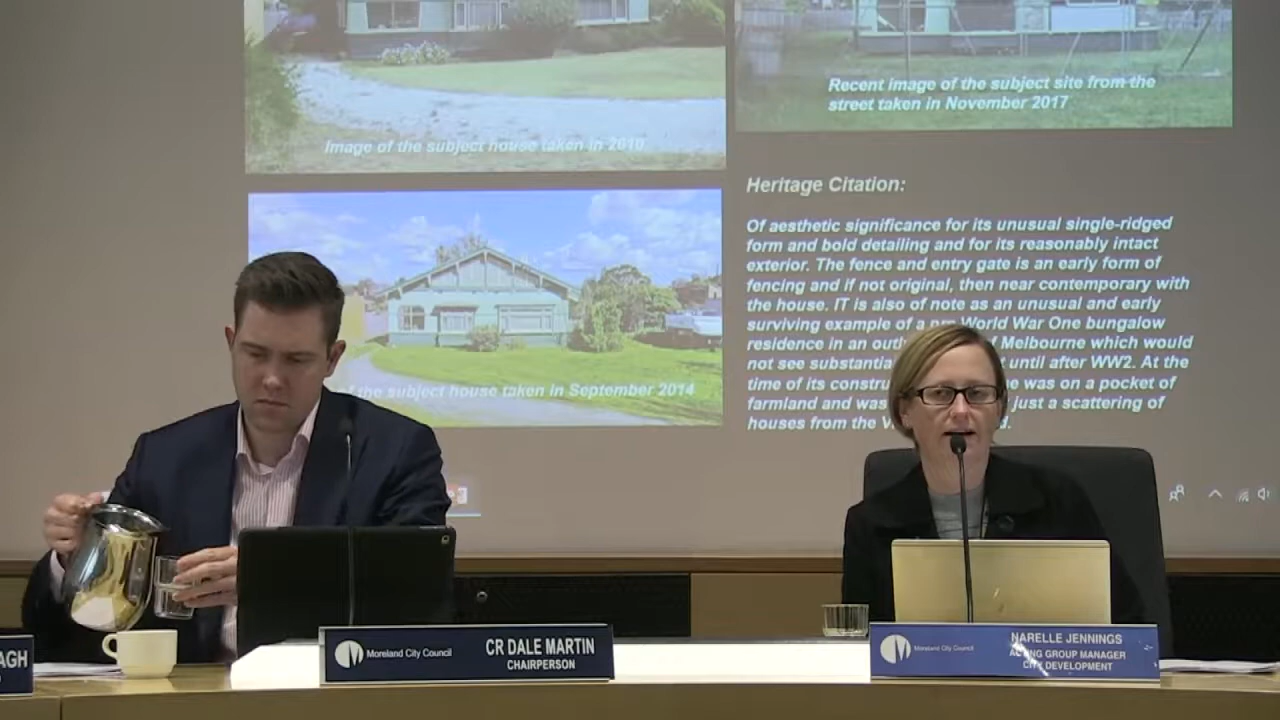 Image of the subject house taken in 2010
Recent image of the subject site from the
street taken in November 2017
of the subject house taken in September 2014
Heritage Citation:
Of aesthetic significance for its unusual single-ridged
form and bold detailing and for its reasonably intact
exterior. The fence and entry gate is an early form of
fencing and if not original, then near contemporary with
the house. IT is also of note as an unusual and early
surviving example of a pre World War One bungalow
residence in an of Melbourne which would
not see until after WW2. At the
time of its was on a pocket of
farmland and was just a scattering of
houses from the
AGH
Moreland City Council
CR DALE MARTIN
CHAIRPERSON
Moreland City Council
NARELLE JENNINGS
ACTING GROUP MANAGER
CITY DEVELOPMENT